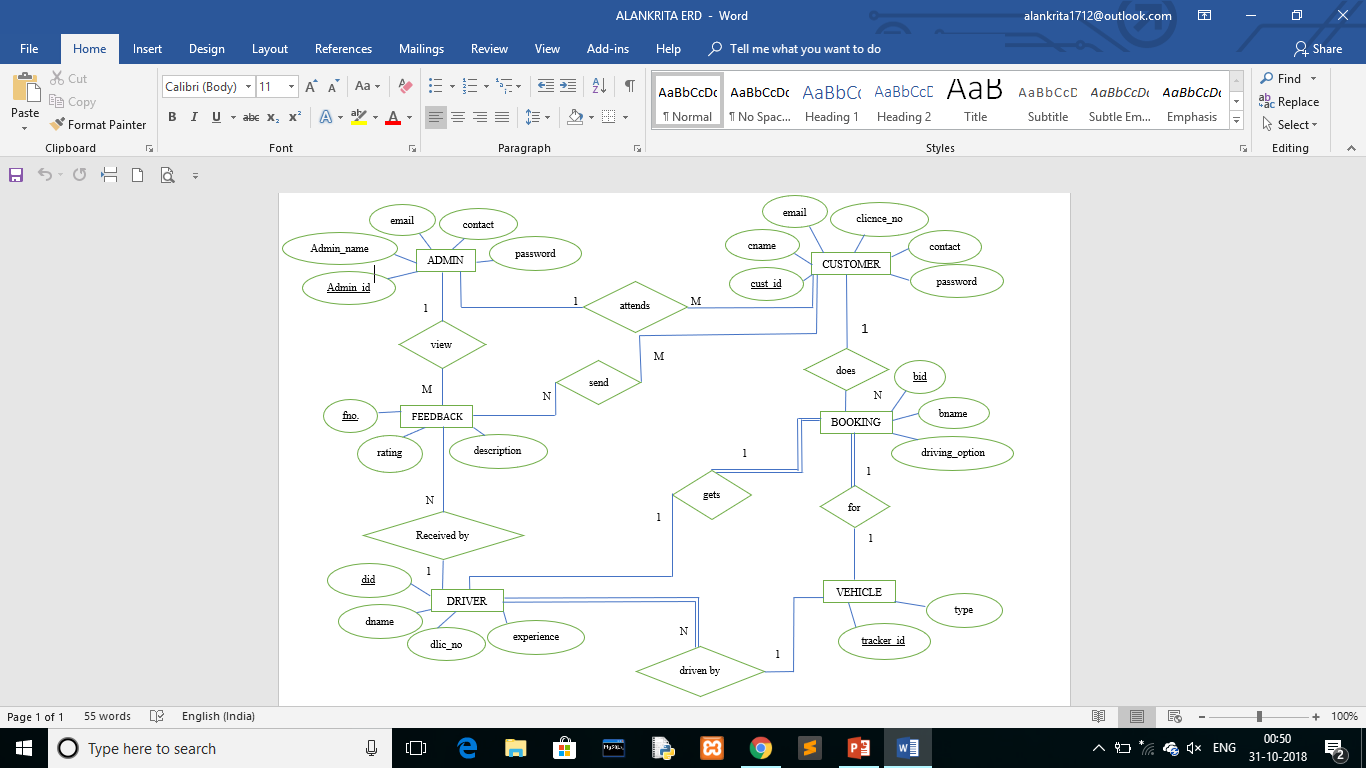 ALANKRITA ERD - Word
alankrita1712@outlook.com
File Home Insert Design Layout References Mailings Review View Add-ins Help Tell me what you want to do Share
Paste
Cut
Copy
Format Painter
Clipboard
Calibri (Body) 11
Font
Paragraph
AaBbCcDc AaBbCcDc AaBbCc AaBbCcD AaB AaBbCcD AaBbCcDc AaBbCcDc
¶ Normal ¶ No Spac... Heading 1 Heading 2 Title Subtitle Subtle Em... Emphasis
Styles
Find
Replace
Select
Editing
email
contact
Admin_name
password
ADMIN
Admin_id
email
clicnce_no
cname
contact
CUSTOMER
cust_id
password
1
attends
M
1
view
M
send
N
M
1
does
N
bid
bname
BOOKING
driving_option
fno.
FEEDBACK
rating
description
1
gets
1
1
for
1
N
Received by
1
did
DRIVER
dname
dlic_no
experience
N
driven by
1
VEHICLE
type
tracker_id
Page 1 of 1 55 words English (India) 100%
Type here to search
MySQL
ENG
00:50
31-10-2018
2